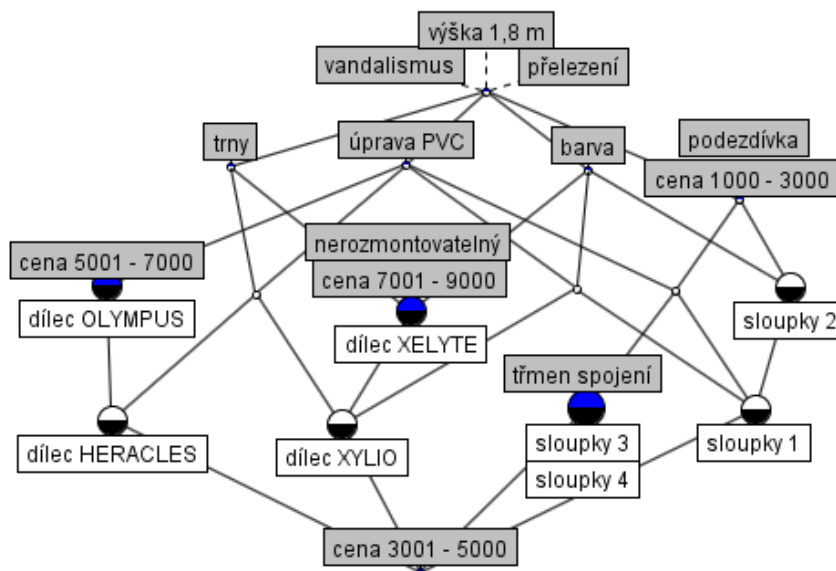 výška 1,8 m
vandalismus
přelezení
trny
úprava PVC
barva
podezdívka
cena 1000 - 3000
nerozmontovatelný
cena 5001 - 7000
cena 7001 - 9000
dílec OLYMPUS
sloupky 2
dílec XELYTE
třmen spojení
dílec HERACLES
dílec XYLIO
sloupky 3
sloupky 1
sloupky 4
cena 3001 - 5000